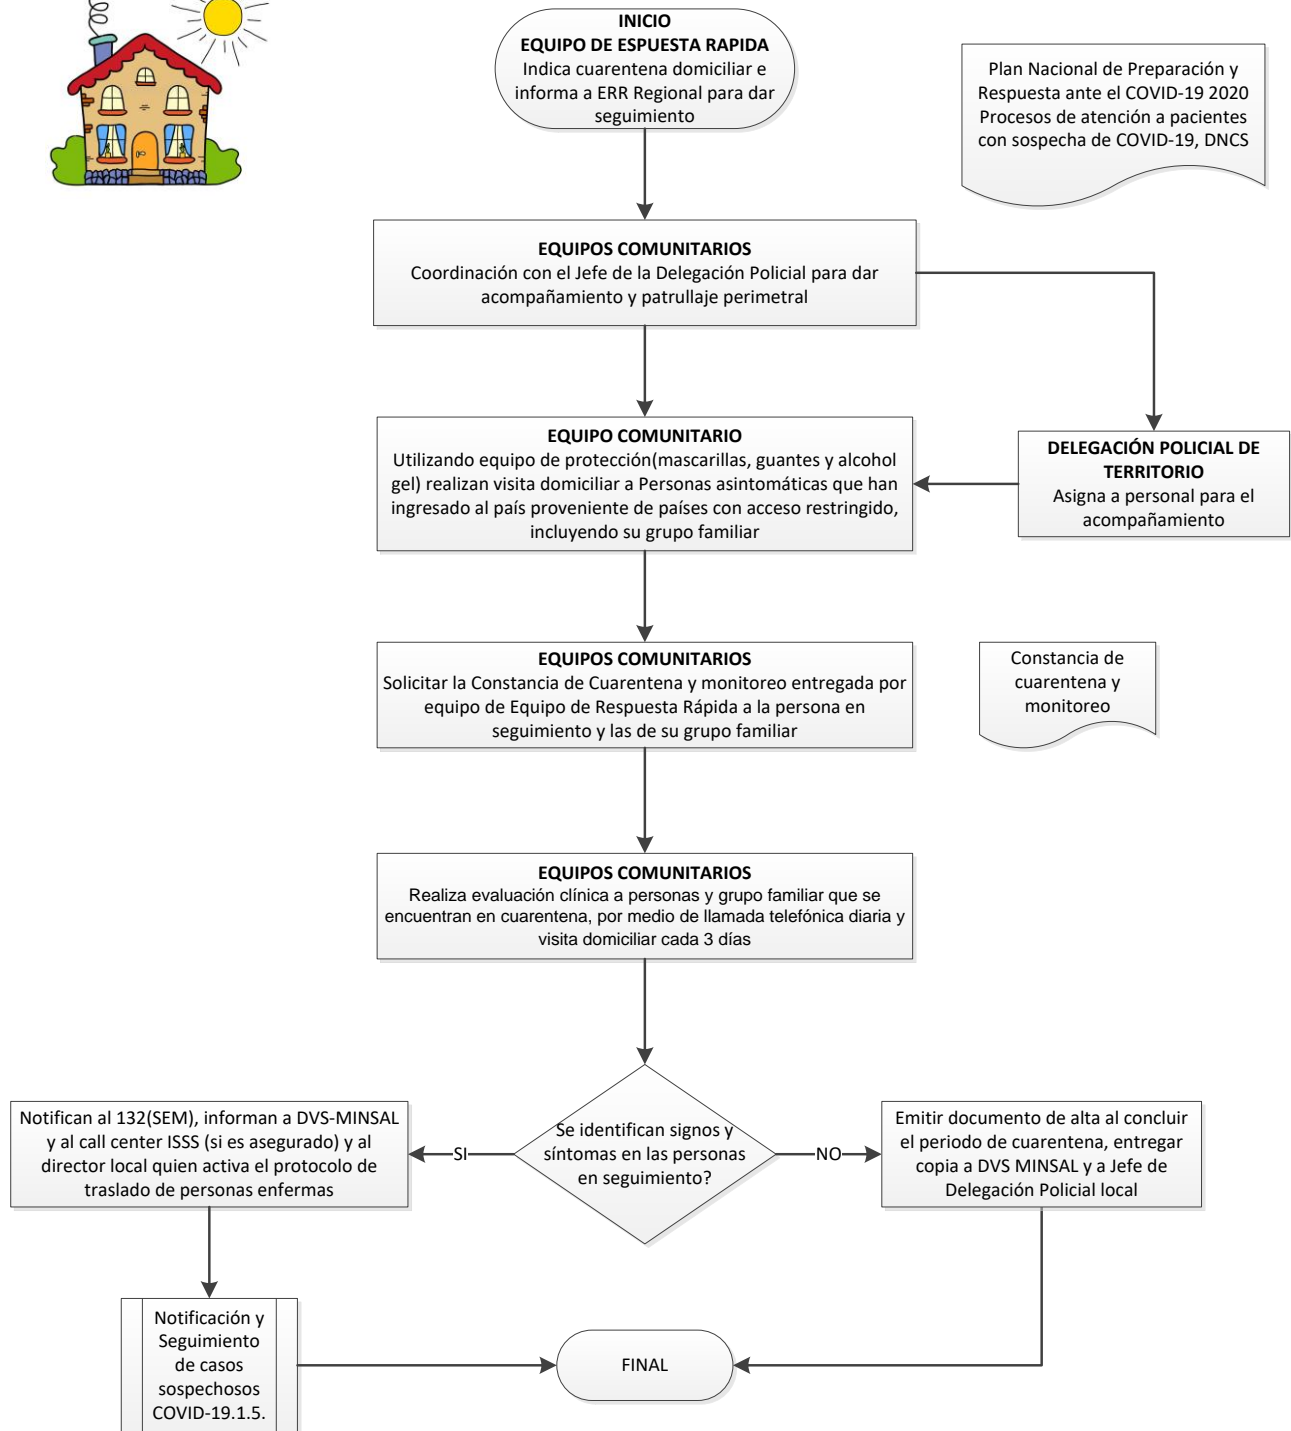 INICIO
EQUIPO DE ESPUESTA RAPIDA
Indica cuarentena domiciliar e
informa a ERR Regional para dar
seguimiento
Plan Nacional de Preparación y
Respuesta ante el COVID-19 2020
Procesos de atención a pacientes
con sospecha de COVID-19, DNCS
EQUIPOS COMUNITARIOS
Coordinación con el Jefe de la Delegación Policial para dar
acompañamiento y patrullaje perimetral
EQUIPO COMUNITARIO
Utilizando equipo de protección(mascarillas, guantes y alcohol
gel) realizan visita domiciliar a Personas asintomáticas que han
ingresado al país proveniente de países con acceso restringido,
incluyendo su grupo familiar
DELEGACIÓN POLICIAL DE
TERRITORIO
Asigna a personal para el
acompañamiento
EQUIPOS COMUNITARIOS
Solicitar la Constancia de Cuarentena y monitoreo entregada por
equipo de Equipo de Respuesta Rápida a la persona en
seguimiento y las de su grupo familiar
Constancia de
cuarentena y
monitoreo
EQUIPOS COMUNITARIOS
Realiza evaluación clínica a personas y grupo familiar que se
encuentran en cuarentena, por medio de llamada telefónica diaria y
visita domiciliar cada 3 días
Se identifican signos y
síntomas en las personas
en seguimiento?
SI
NO
Notifican al 132(SEM), informan a DVS-MINSAL
y al call center ISSS (si es asegurado) y al
director local quien activa el protocolo de
traslado de personas enfermas
Emitir documento de alta al concluir
el periodo de cuarentena, entregar
copia a DVS MINSAL y a Jefe de
Delegación Policial local
Notificación y
Seguimiento
de casos
sospechosos
COVID-19.1.5.
FINAL